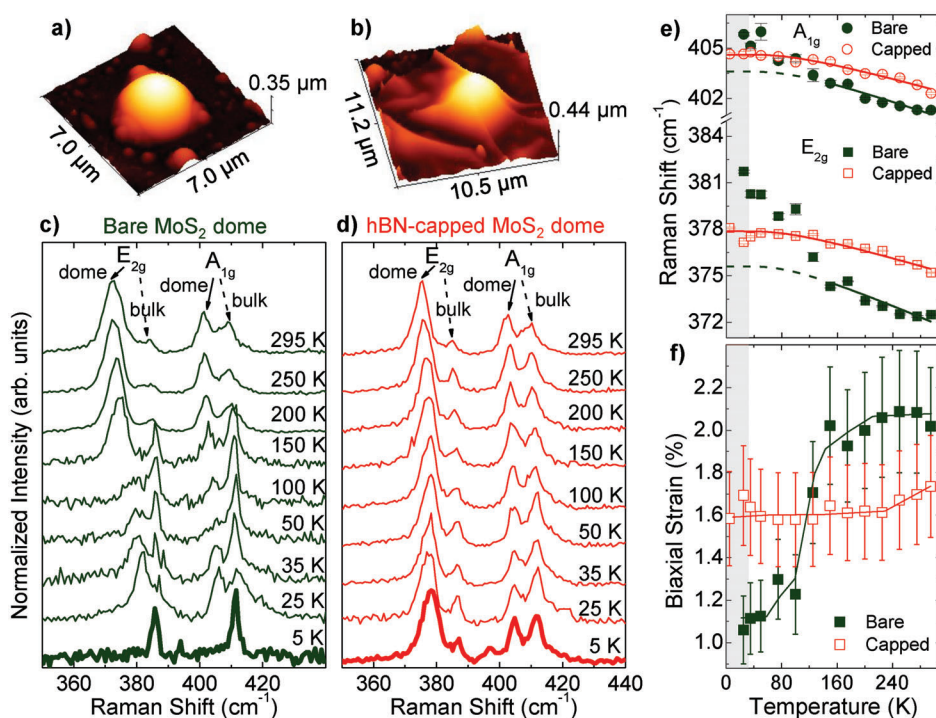 a)
0.35 µm
7.0 µm
7.0 µm
b)
0.44 µm
11.2 µm
10.5 µm
c) Bare MoS₂ dome
E₂g
dome
bulk
A₁g
dome
bulk
295 K
250 K
200 K
150 K
100 K
50 K
35 K
25 K
5 K
Normalized Intensity (arb. units)
360 380 400 420
Raman Shift (cm⁻¹)
d) hBN-capped MoS₂ dome
E₂g
dome
bulk
A₁g
dome
bulk
295 K
250 K
200 K
150 K
100 K
50 K
35 K
25 K
5 K
360 380 400 420 440
Raman Shift (cm⁻¹)
e)
A₁g
Bare
Capped
E₂g
Bare
Capped
405
402
384
381
378
375
372
Raman Shift (cm⁻¹)
f)
2.2
2.0
1.8
1.6
1.4
1.2
1.0
Biaxial Strain (%)
Bare
Capped
0 60 120 180 240
Temperature (K)